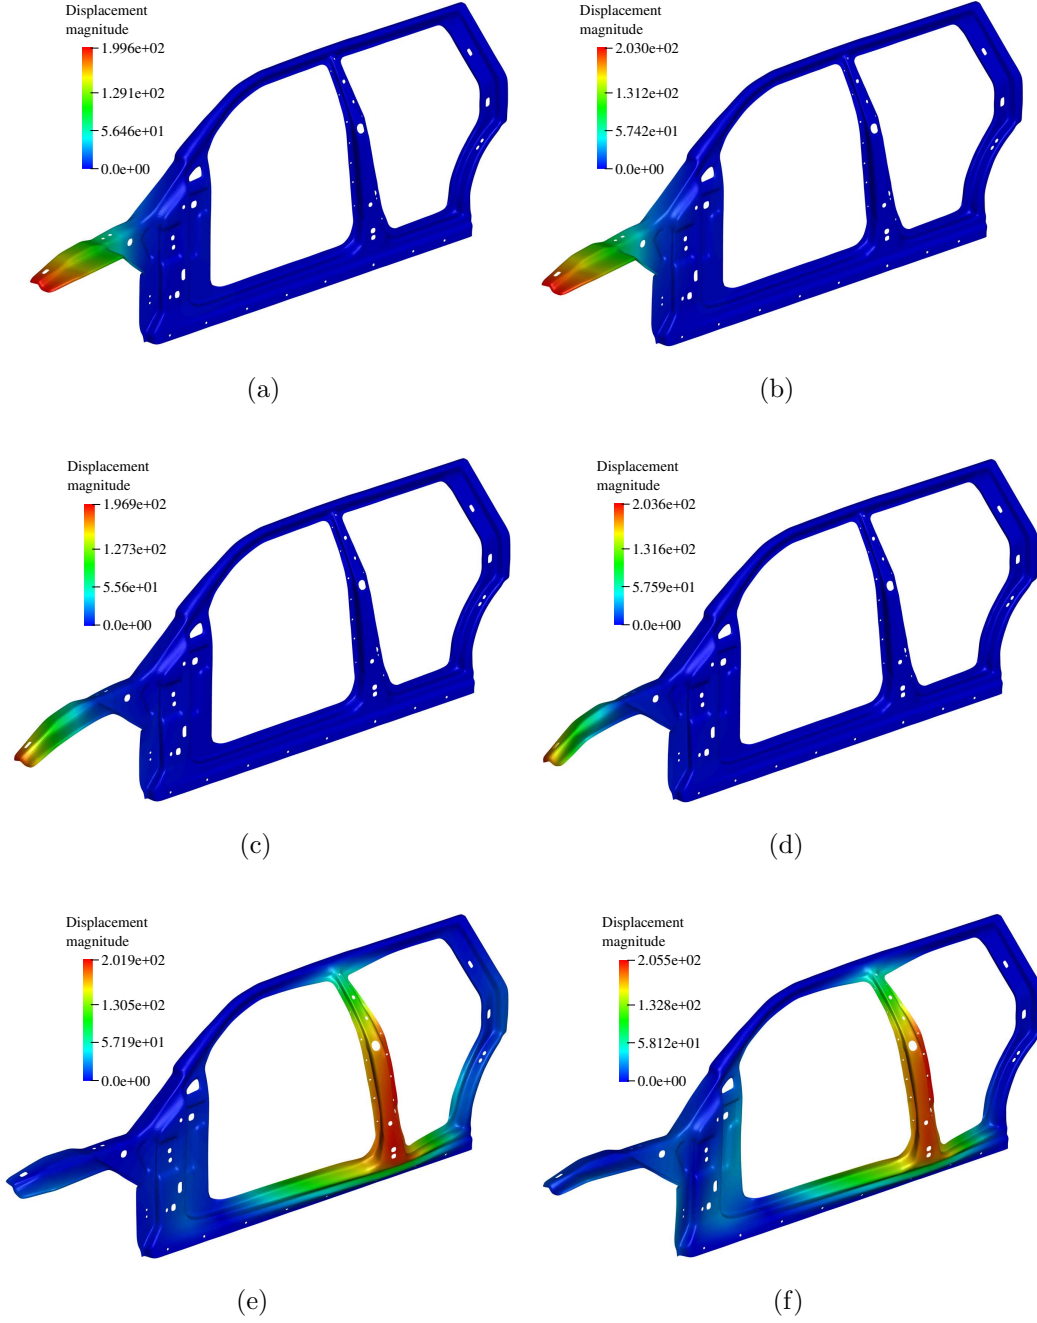 Displacement
magnitude
1.996e+02
1.291e+02
5.646e+01
0.0e+00
(a)
Displacement
magnitude
2.030e+02
1.312e+02
5.742e+01
0.0e+00
(b)
Displacement
magnitude
1.969e+02
1.273e+02
5.56e+01
0.0e+00
(c)
Displacement
magnitude
2.036e+02
1.316e+02
5.759e+01
0.0e+00
(d)
Displacement
magnitude
2.019e+02
1.305e+02
5.719e+01
0.0e+00
(e)
Displacement
magnitude
2.055e+02
1.328e+02
5.812e+01
0.0e+00
(f)